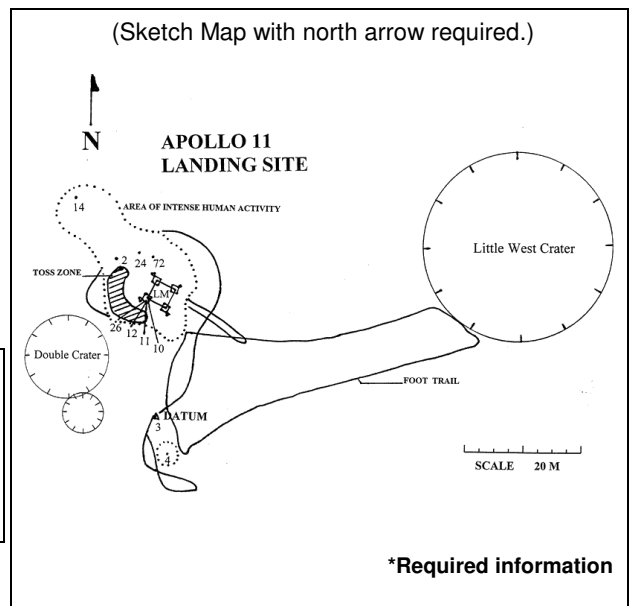 (Sketch Map with north arrow required.)
N
APOLLO 11
LANDING SITE
14
AREA OF INTENSE HUMAN ACTIVITY
Little West Crater
2
24
72
TOSS ZONE
LM
26
12
11
10
Double Crater
FOOT TRAIL
DATUM
3
4
SCALE 20 M
*Required information